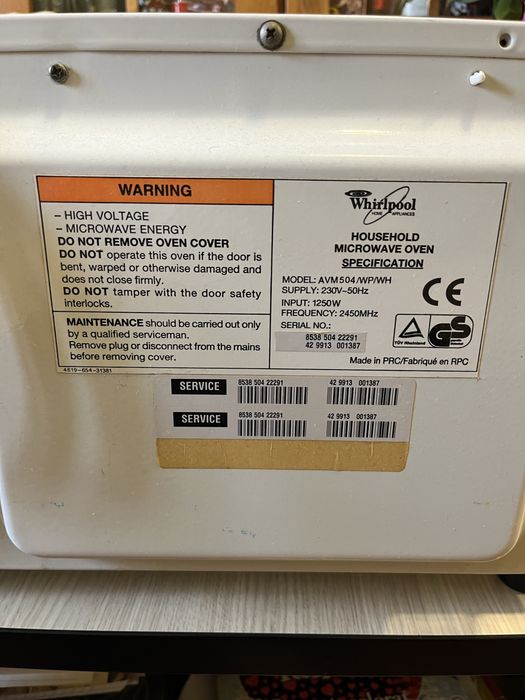 WARNING
– HIGH VOLTAGE
– MICROWAVE ENERGY
DO NOT REMOVE OVEN COVER
DO NOT operate this oven if the door is
bent, warped or otherwise damaged and
does not close firmly.
DO NOT tamper with the door safety
interlocks.
MAINTENANCE should be carried out only
by a qualified serviceman.
Remove plug or disconnect from the mains
before removing cover.
4619-654-31381
Whirlpool
HOME APPLIANCES
HOUSEHOLD
MICROWAVE OVEN
SPECIFICATION
MODEL: AVM504/WP/WH
SUPPLY: 230V~50Hz
INPUT: 1250W
FREQUENCY: 2450MHz
SERIAL NO.:
8538 504 22291
42 9913 001387
CE
TÜV Rheinland
GS
Made in PRC/Fabriqué en RPC
SERVICE 8538 504 22291 42 9913 001387
SERVICE 8538 504 22291 42 9913 001387